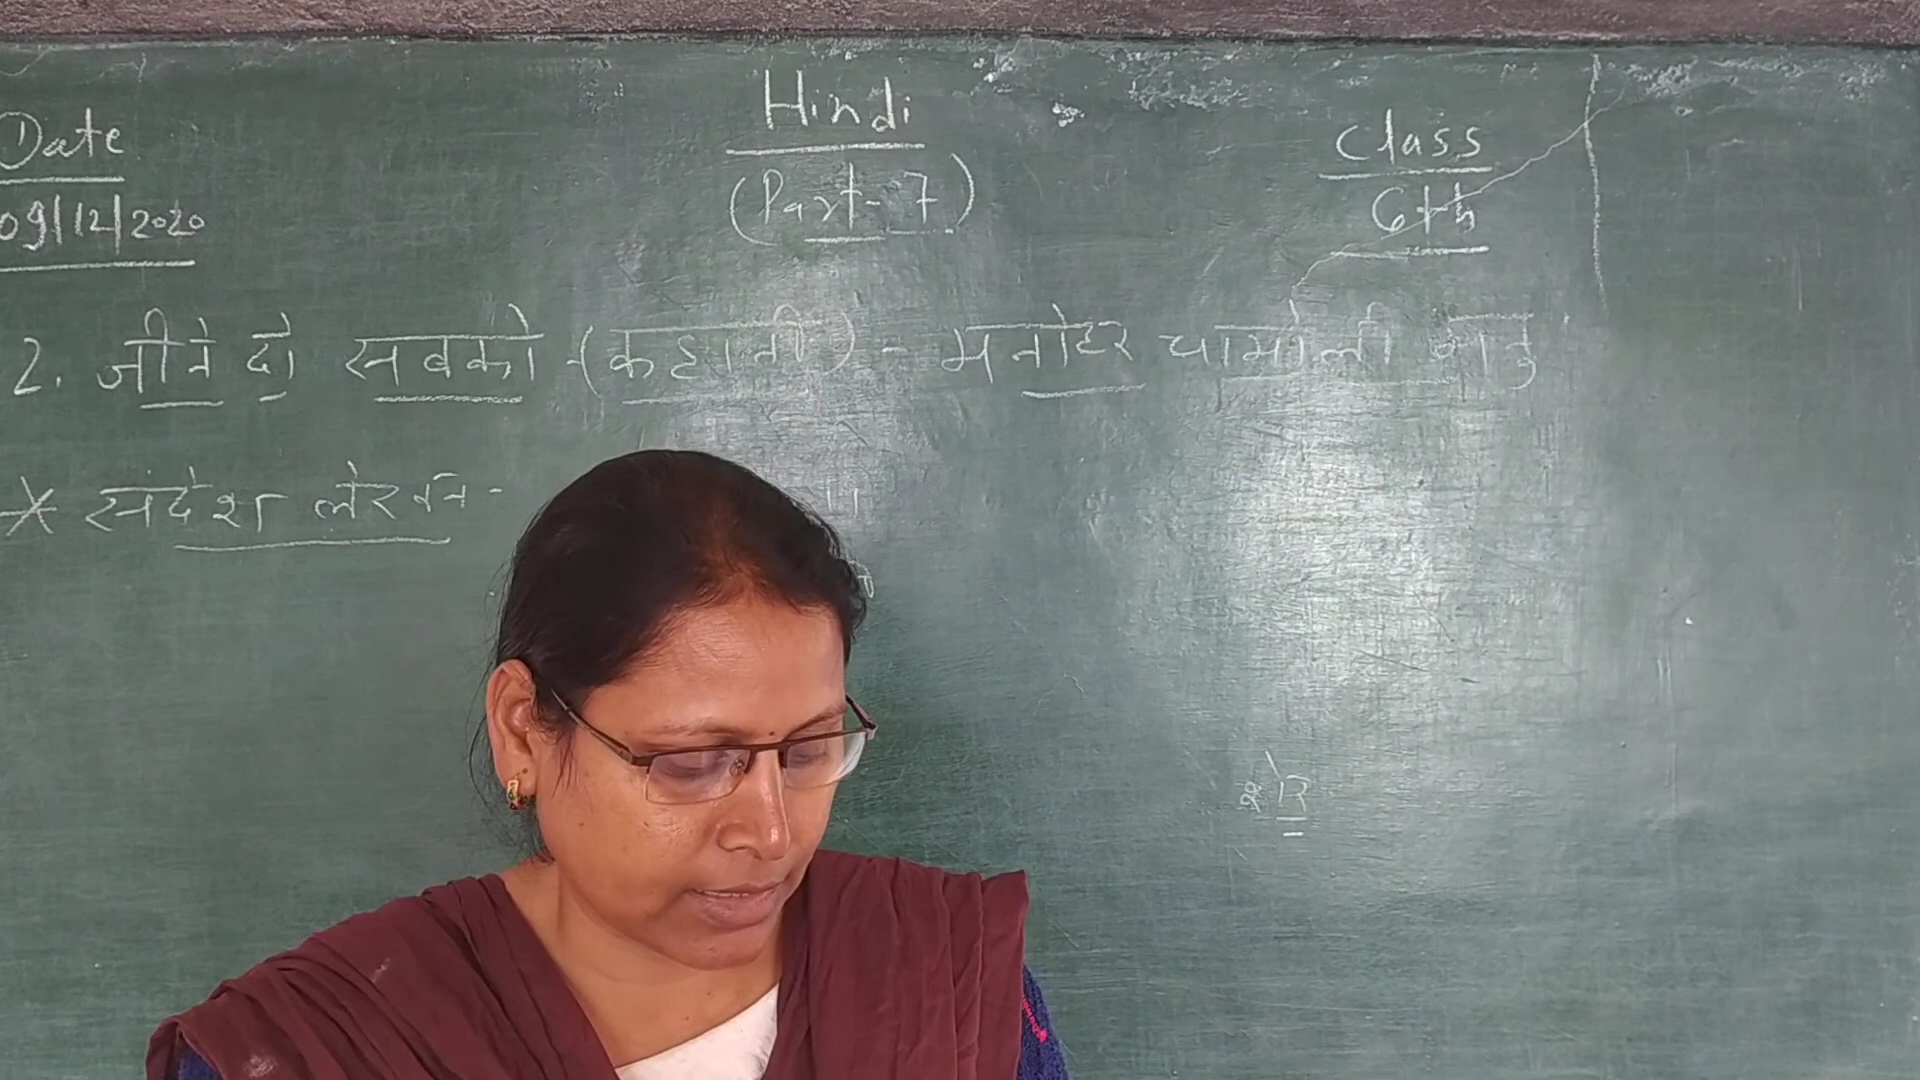 Date Hindi Class
09/12/2020 (Part-7) 6th
2. जीने दो सबको -(कहानी) - मनोहर चामोली मनु
* संदेश लेखन -
शेर